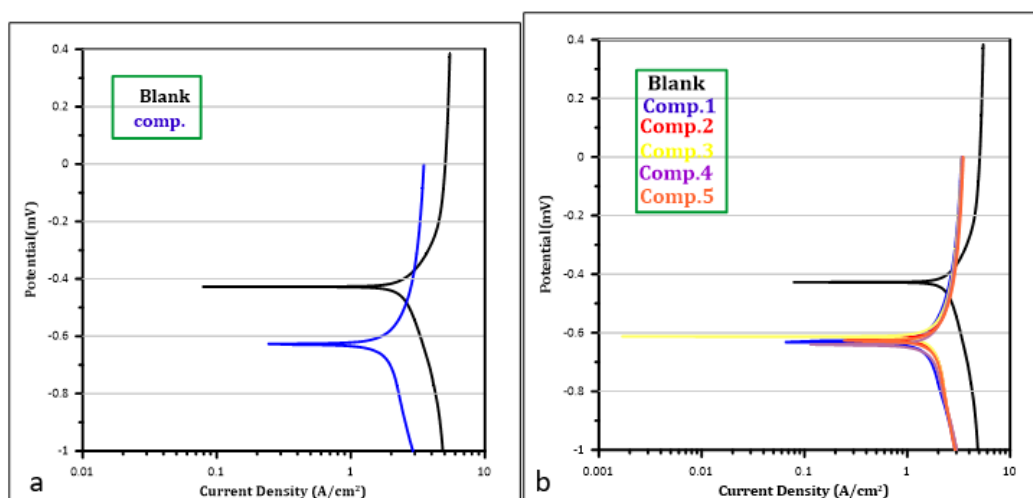 0.4
0.2
0
-0.2
-0.4
-0.6
-0.8
-1
Potential(mV)
Blank
comp.
0.01
0.1
1
10
Current Density (A/cm²)
a
0.4
0.2
0
-0.2
-0.4
-0.6
-0.8
-1
Potential(mV)
Blank
Comp.1
Comp.2
Comp.3
Comp.4
Comp.5
0.001
0.01
0.1
1
10
Current Density (A/cm²)
b